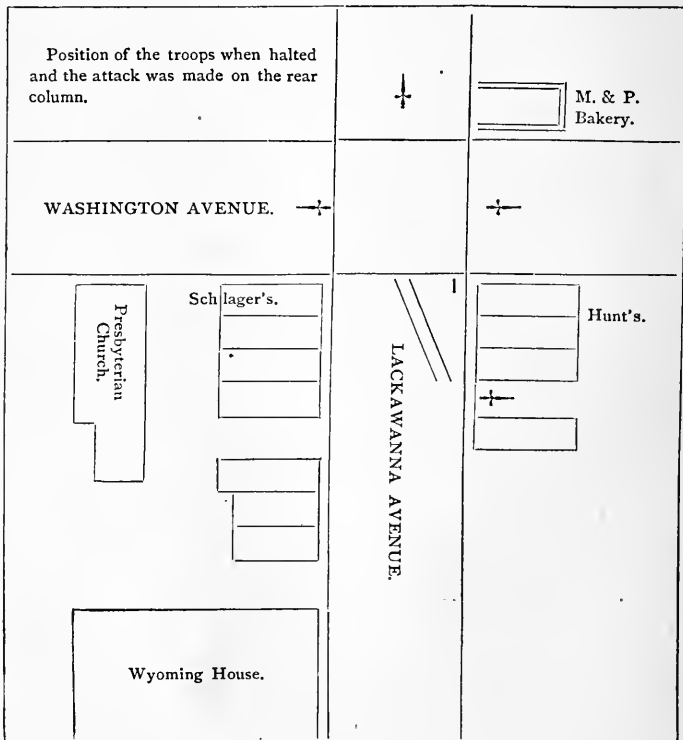 Position of the troops when halted
and the attack was made on the rear
column.
M. & P.
Bakery.
WASHINGTON AVENUE.
Schlager's.
1
Hunt's.
Presbyterian
Church.
LACKAWANNA AVENUE.
Wyoming House.